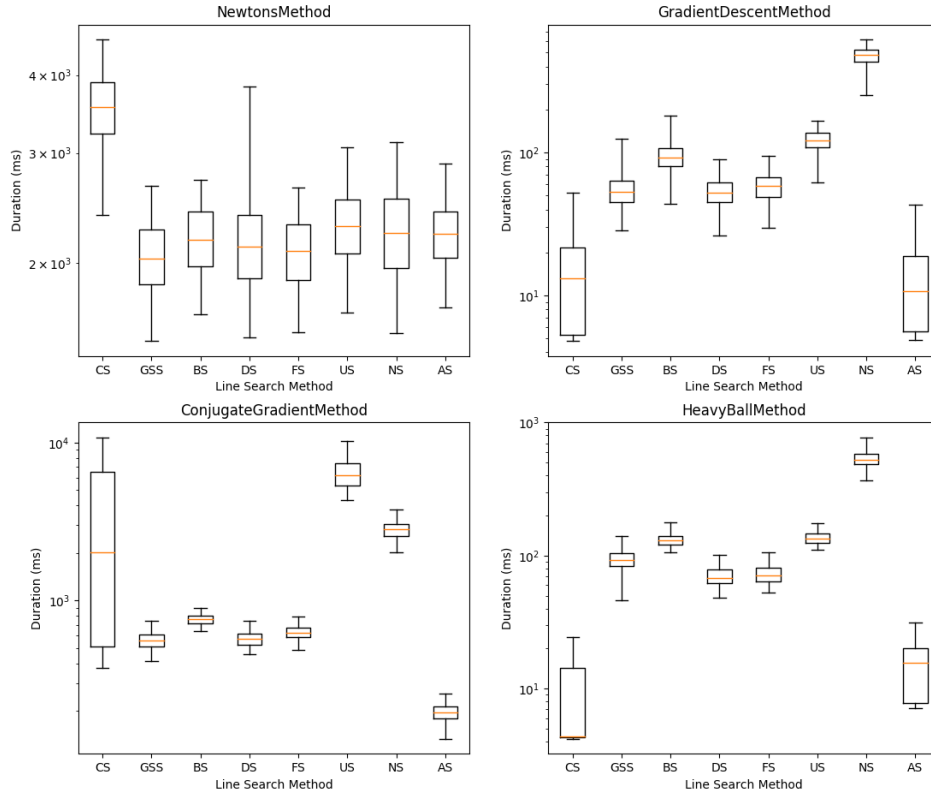 NewtonsMethod
4 × 10³
3 × 10³
2 × 10³
Duration (ms)
CS GSS BS DS FS US NS AS
Line Search Method
GradientDescentMethod
10²
10¹
Duration (ms)
CS GSS BS DS FS US NS AS
Line Search Method
ConjugateGradientMethod
10⁴
10³
Duration (ms)
CS GSS BS DS FS US NS AS
Line Search Method
HeavyBallMethod
10³
10²
10¹
Duration (ms)
CS GSS BS DS FS US NS AS
Line Search Method